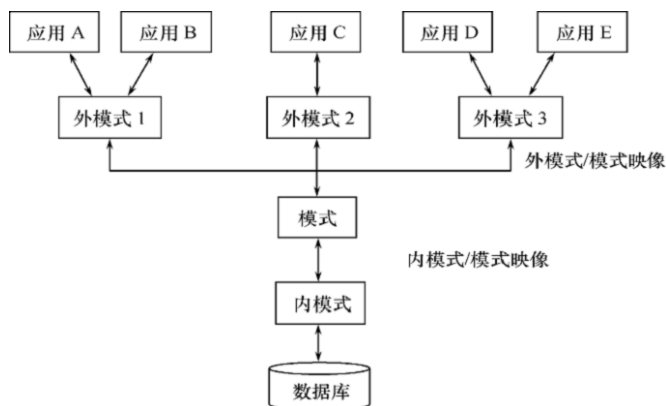 应用 A
应用 B
应用 C
应用 D
应用 E
外模式 1
外模式 2
外模式 3
外模式/模式映像
模式
内模式/模式映像
内模式
数据库